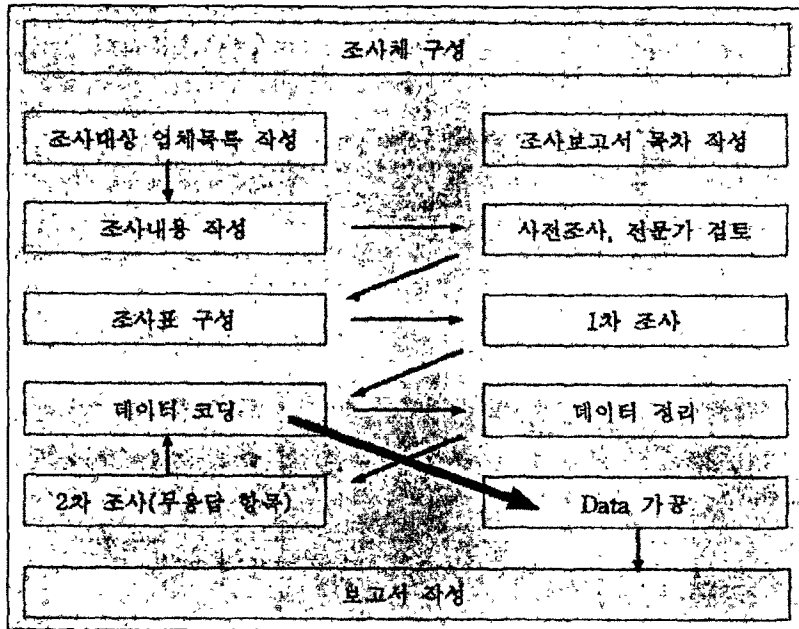 조사체 구성
조사대상 업체목록 작성
조사보고서 목차 작성
조사내용 작성
사전조사, 전문가 검토
조사표 구성
1차 조사
데이터 코딩
데이터 정리
2차 조사(무응답 항목)
Data 가공
보고서 작성